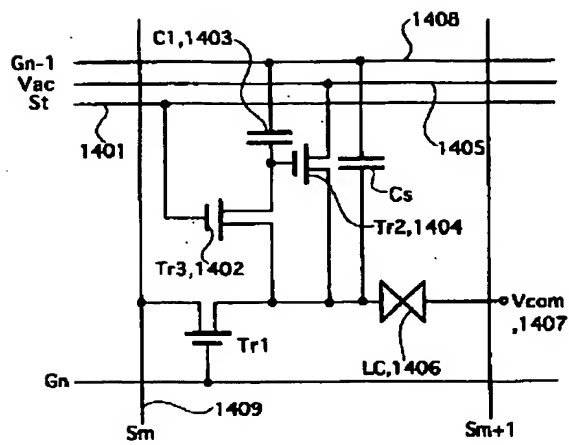 C1,1403
1408
Gn-1
Vac
St
1401
1405
Cs
Tr2,1404
Tr3,1402
Vcom
,1407
Tr1
LC,1406
Gn
1409
Sm
Sm+1